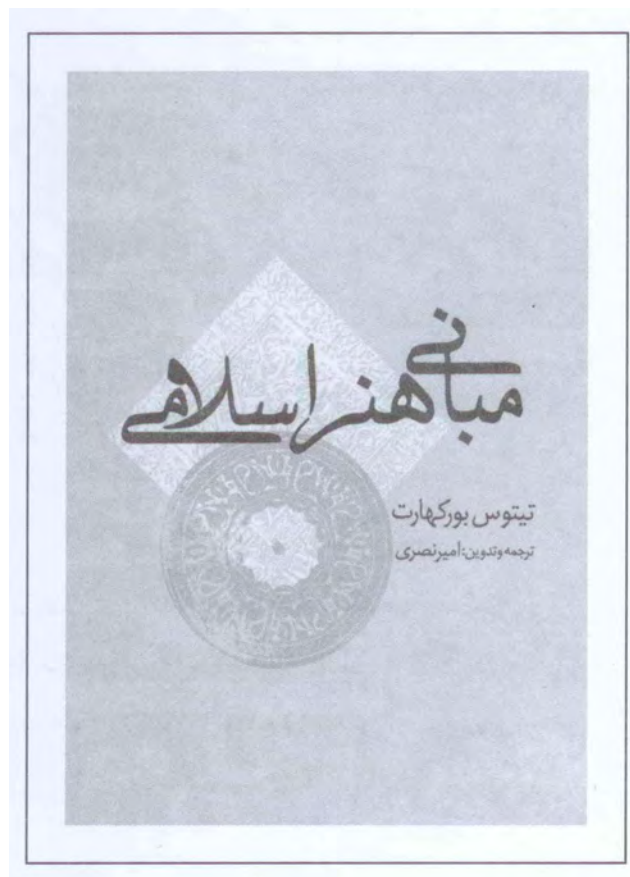 مبانی هنر اسلامی
تیتوس بورکهارت
ترجمه و تدوین: امیر نصری